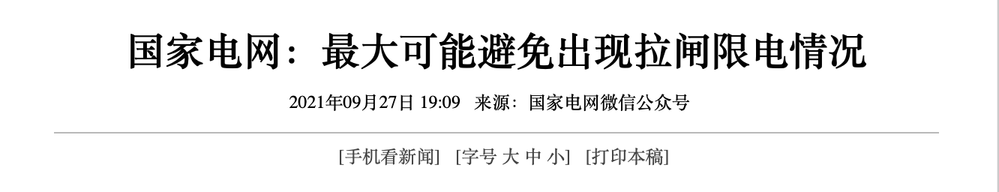 国家电网：最大可能避免出现拉闸限电情况
2021年09月27日 19:09 来源：国家电网微信公众号
[手机看新闻] [字号 大 中 小] [打印本稿]